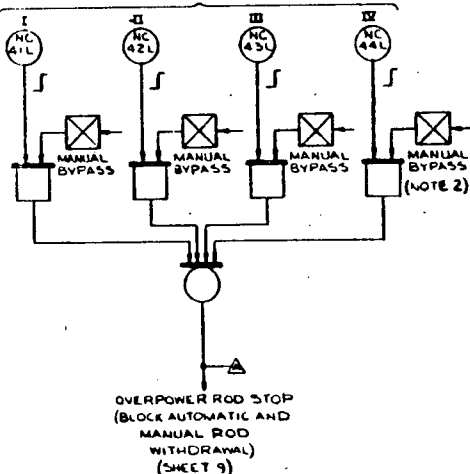 I II III IV
NC 41L NC 42L NC 43L NC 44L
MANUAL BYPASS MANUAL BYPASS MANUAL BYPASS MANUAL BYPASS
(NOTE 2)
OVERPOWER ROD STOP
(BLOCK AUTOMATIC AND
MANUAL ROD
WITHDRAWAL)
(SHEET 9)